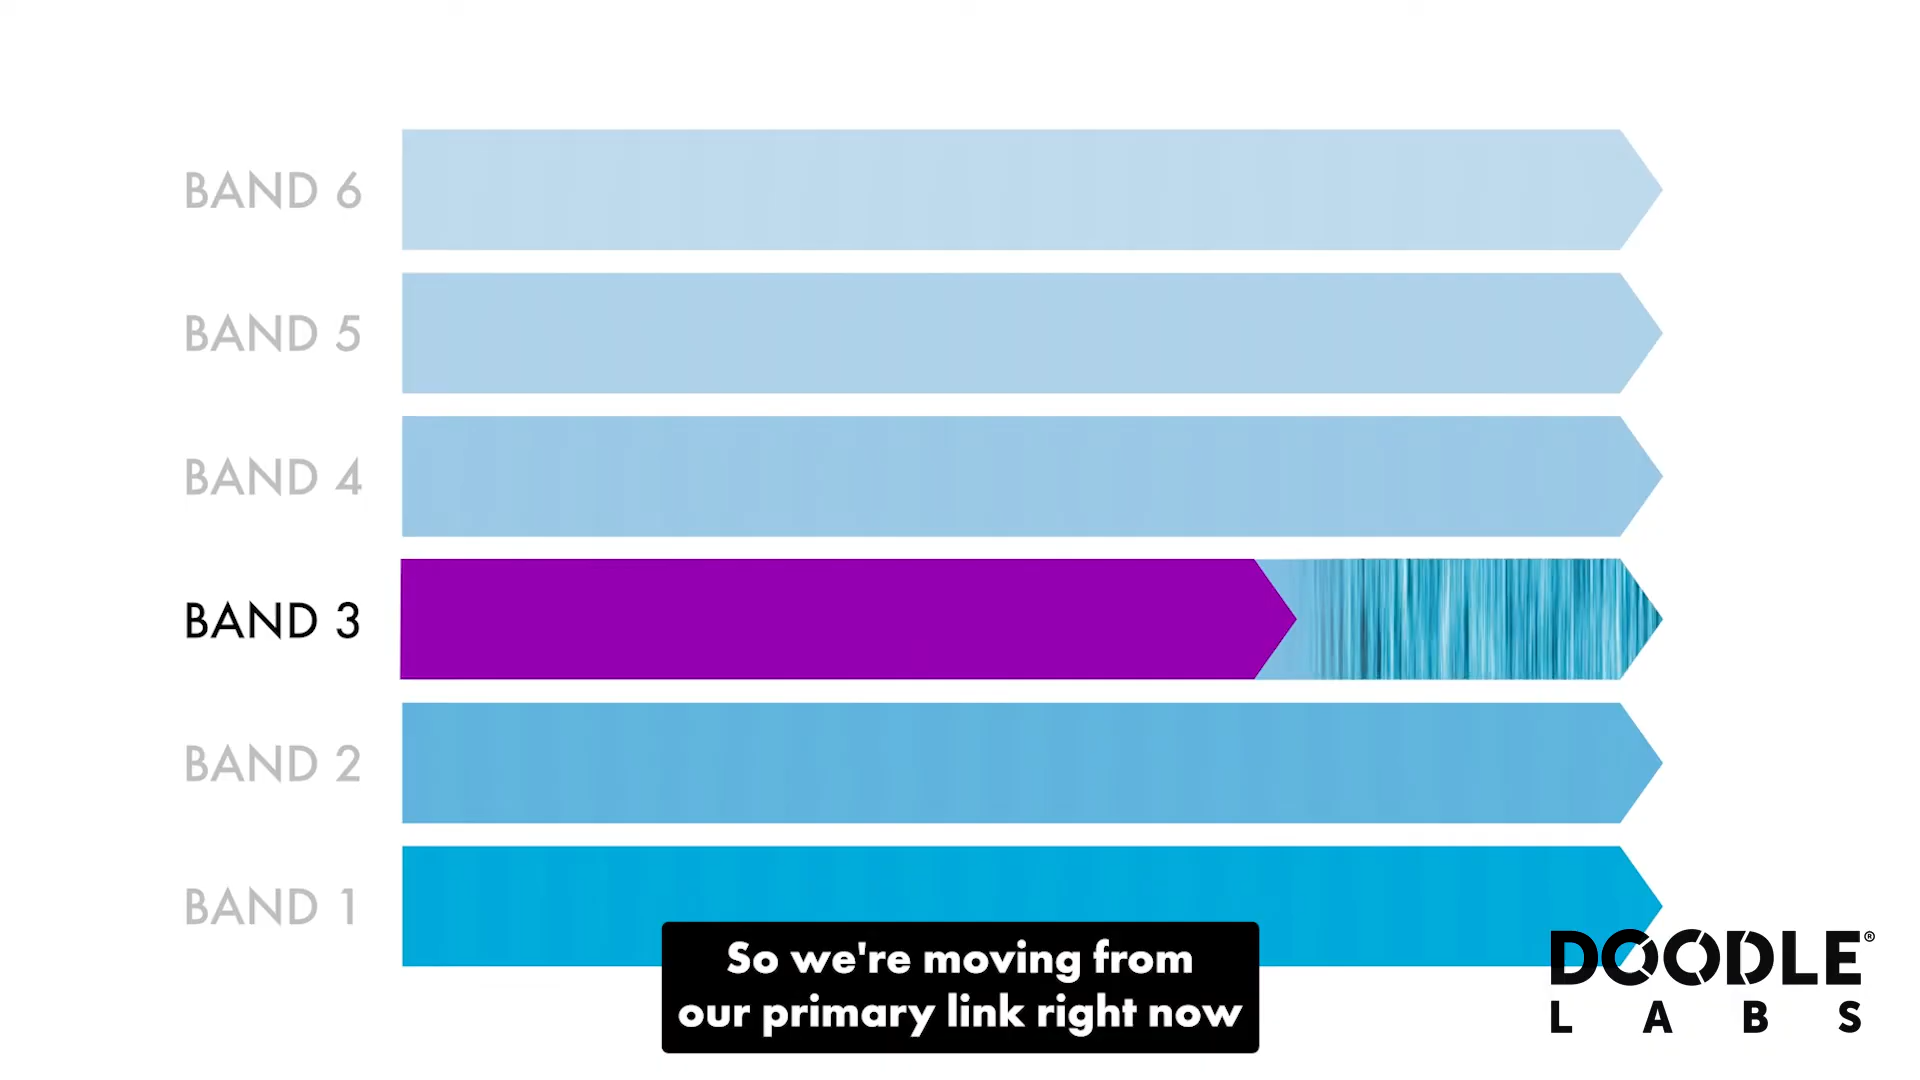 BAND 6
BAND 5
BAND 4
BAND 3
BAND 2
BAND 1
So we're moving from
our primary link right now
DOODLE®
LABS